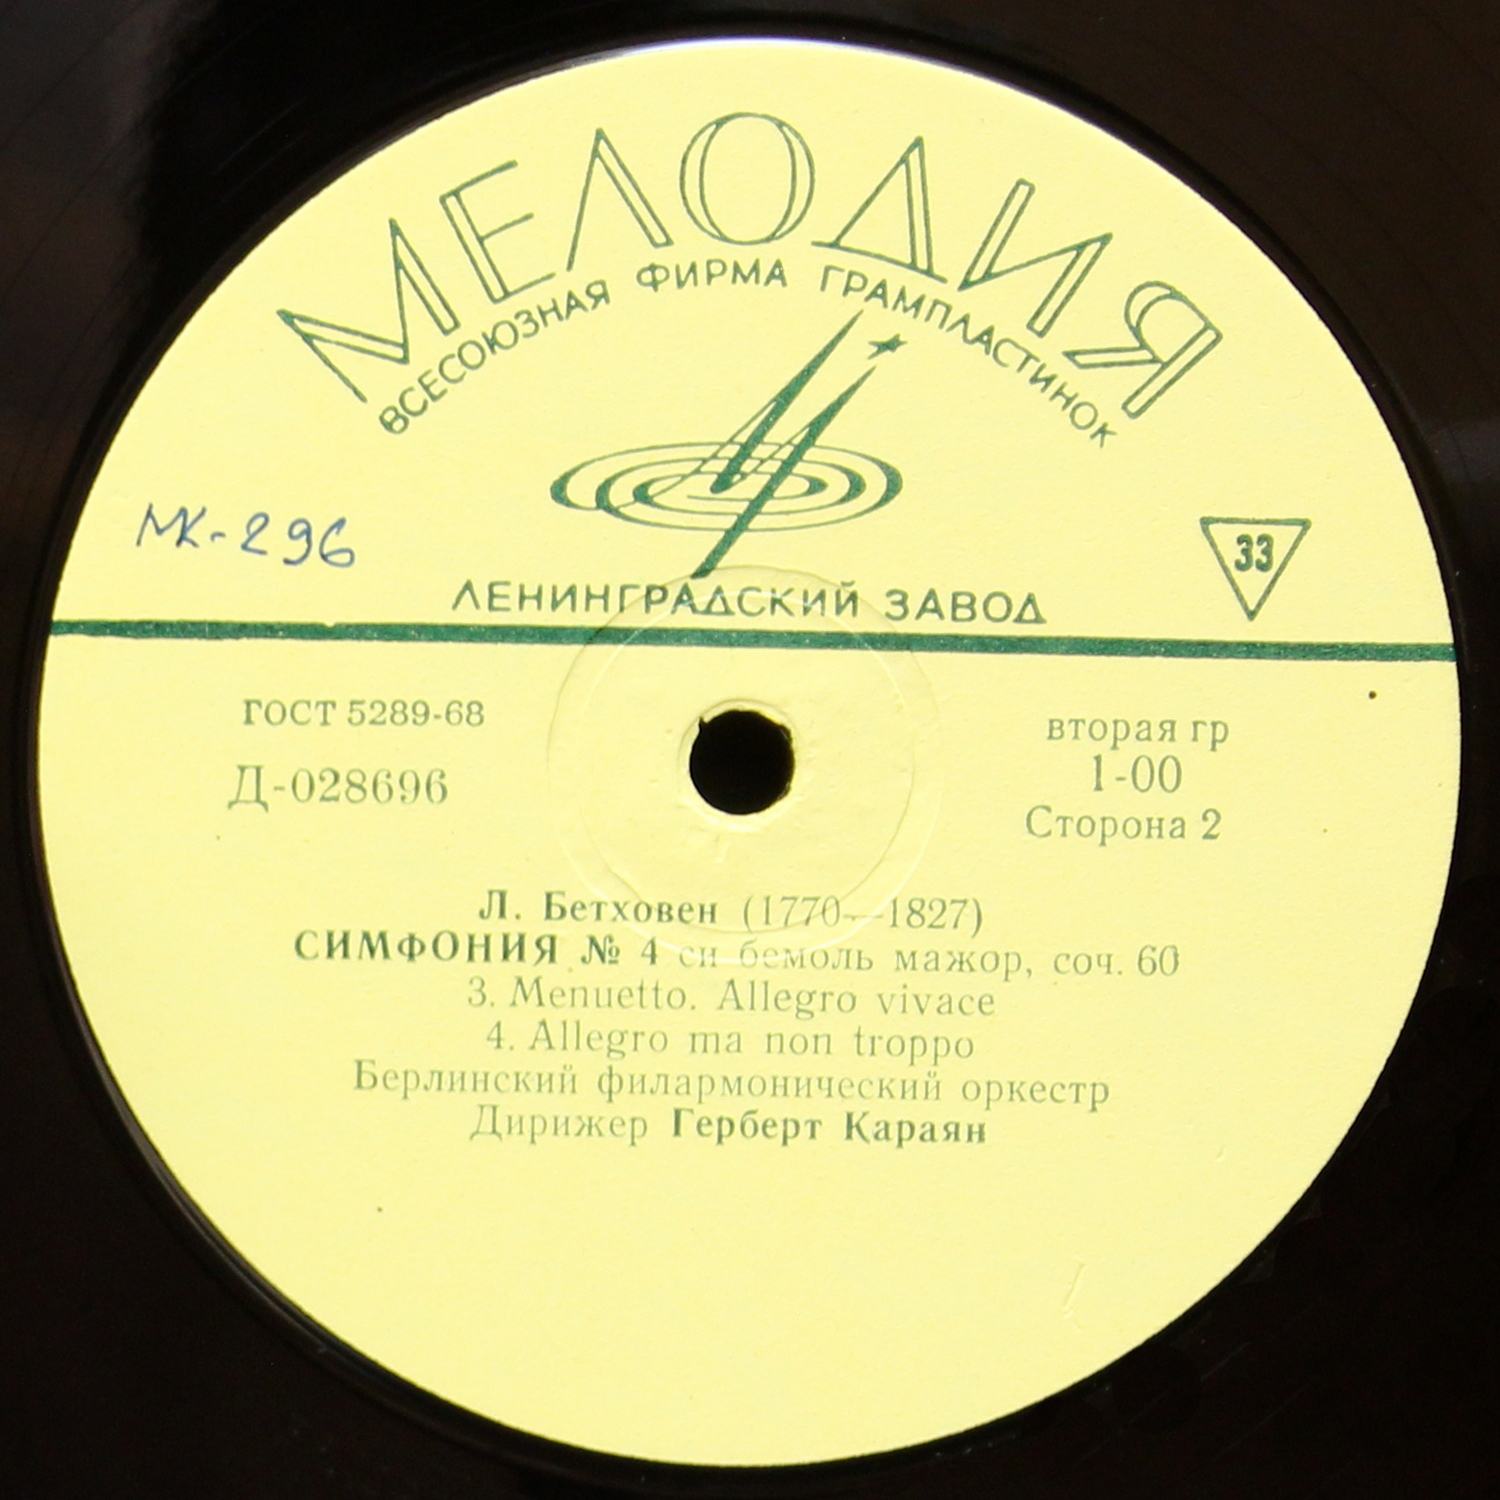 МЕЛОДИЯ
ВСЕСОЮЗНАЯ ФИРМА ГРАМПЛАСТИНОК
МК-296
33
ЛЕНИНГРАДСКИЙ ЗАВОД
ГОСТ 5289-68
Д-028696
вторая гр
1-00
Сторона 2
Л. Бетховен (1770—1827)
СИМФОНИЯ № 4 си бемоль мажор, соч. 60
3. Menuetto. Allegro vivace
4. Allegro ma non troppo
Берлинский филармонический оркестр
Дирижер Герберт Караян